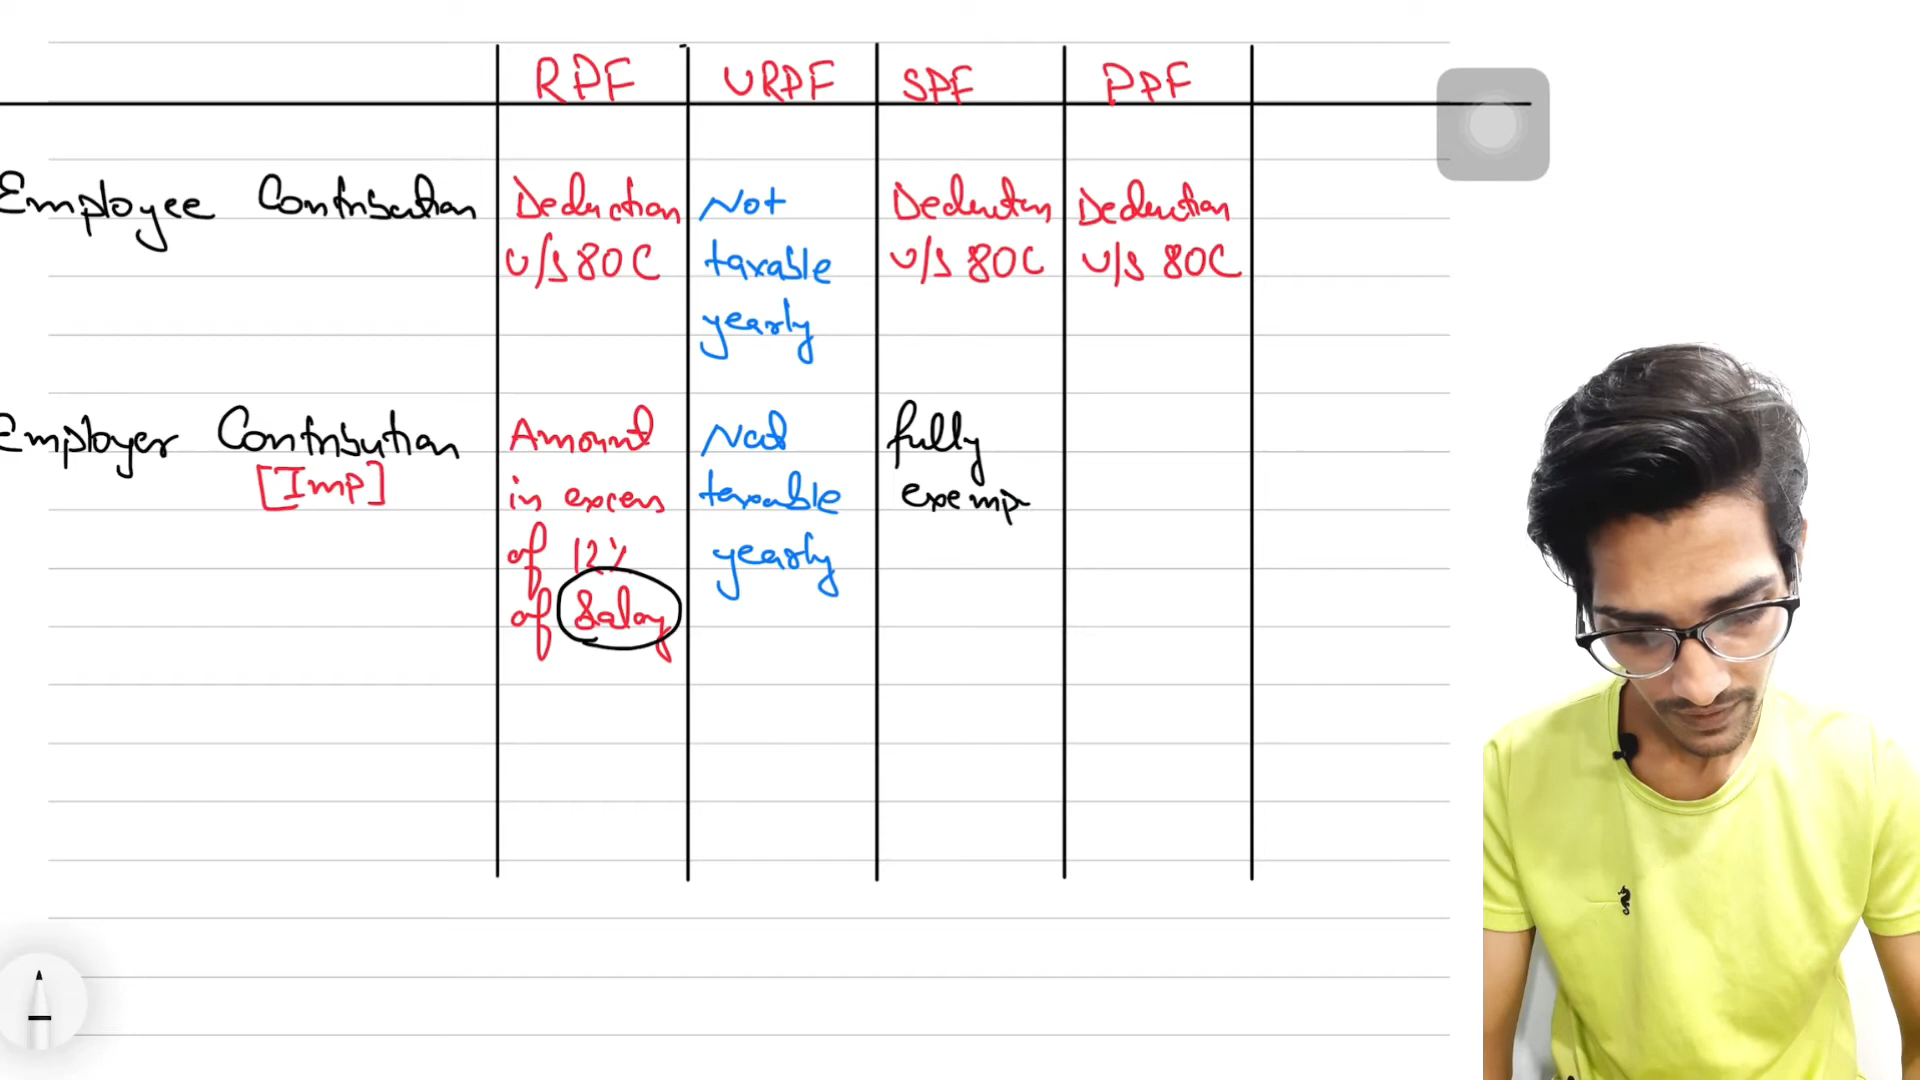 RPF URPF SPF PPF
Employee Contribution Deduction Not Deduction Deduction
u/s 80C taxable u/s 80C u/s 80C
yearly
Employer Contribution Amount Not fully
[Imp] in excess taxable exemp
of 12% yearly
of Salary